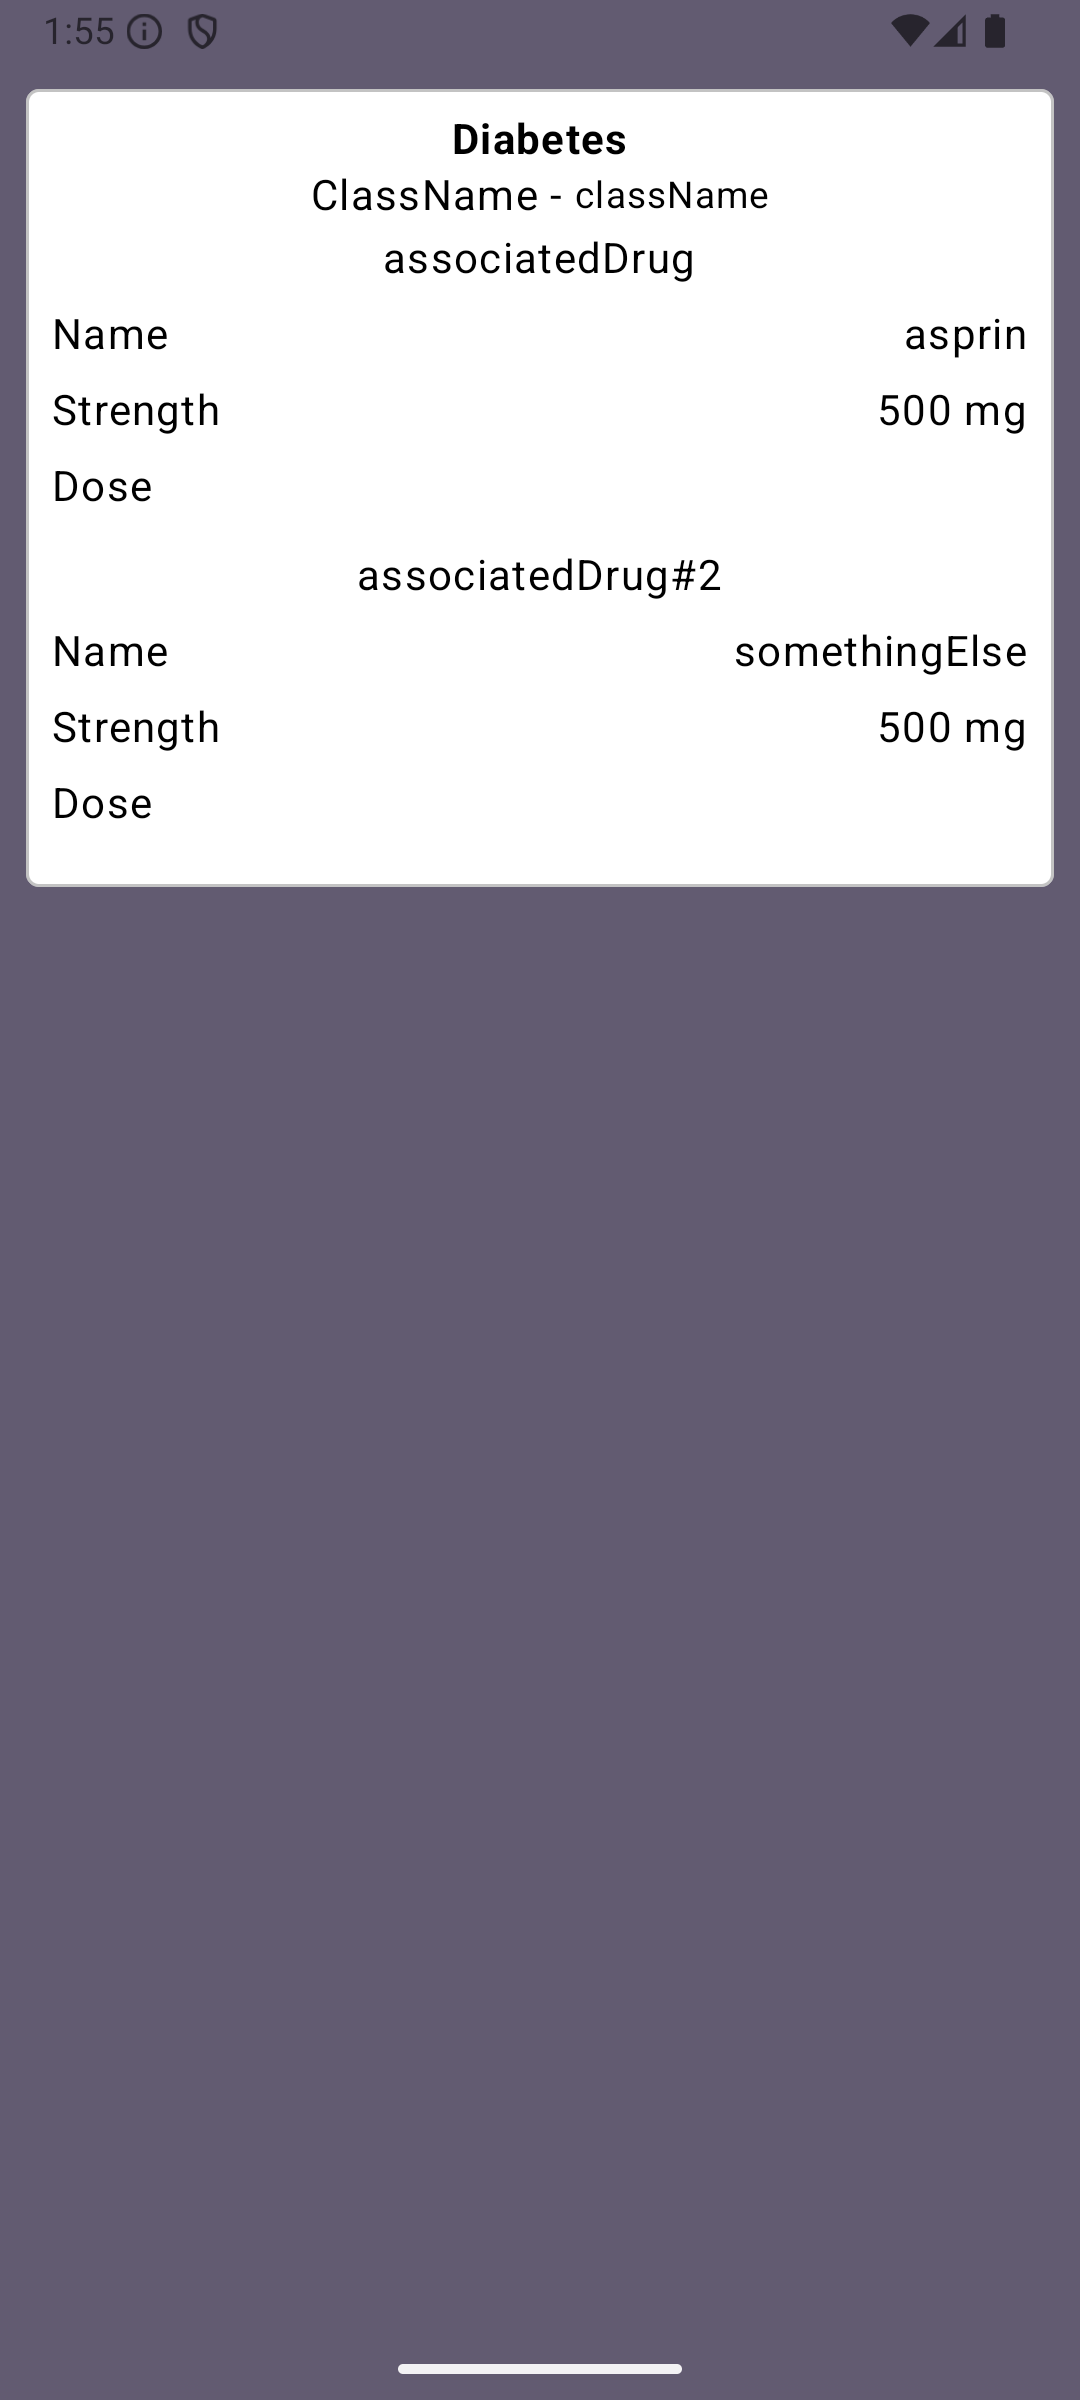 1:55
Diabetes
ClassName - className
associatedDrug
Name asprin
Strength 500 mg
Dose
associatedDrug#2
Name somethingElse
Strength 500 mg
Dose